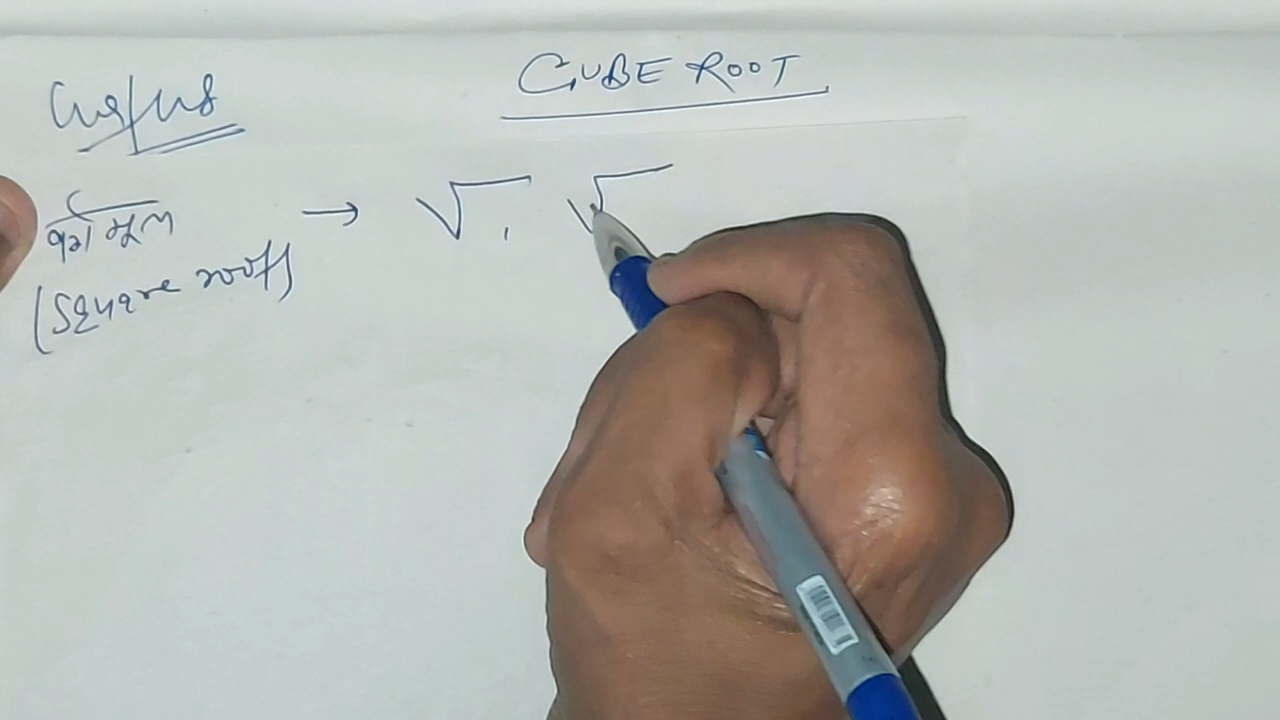 CUBE ROOT
वर्गमूल → √ , √
(Square root)